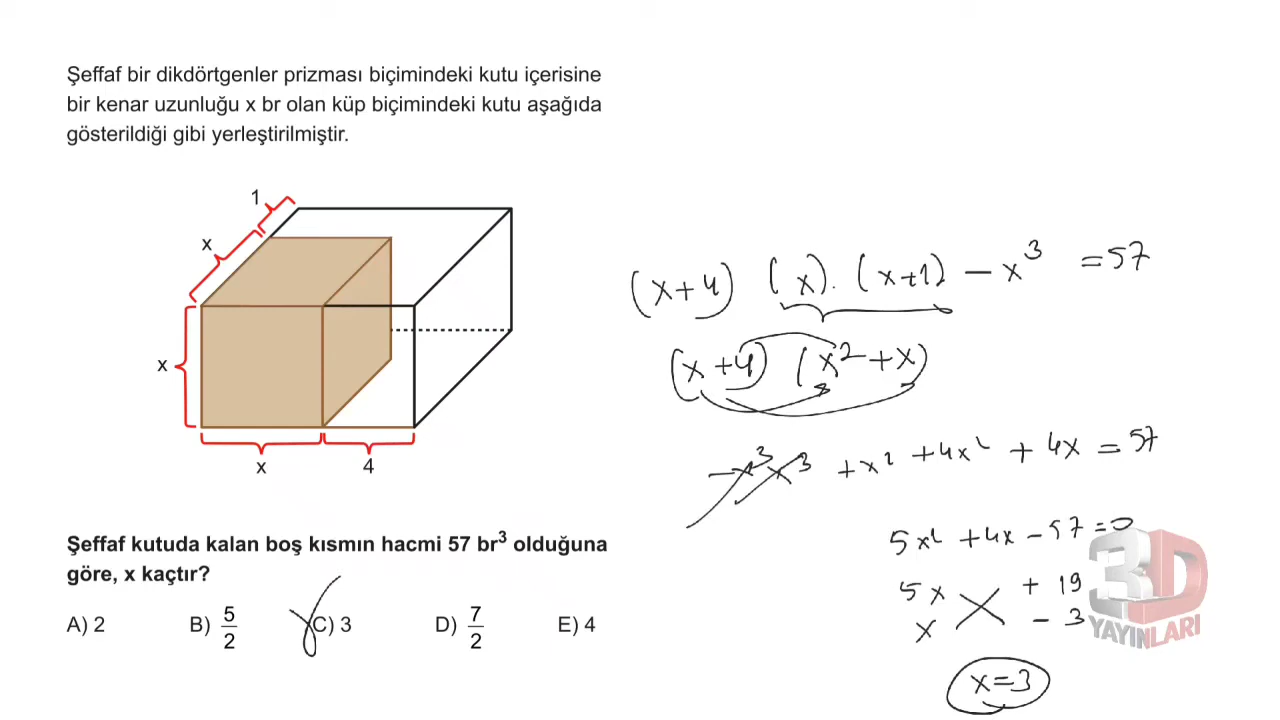 Şeffaf bir dikdörtgenler prizması biçimindeki kutu içerisine
bir kenar uzunluğu x br olan küp biçimindeki kutu aşağıda
gösterildiği gibi yerleştirilmiştir.
1
x
x
x
4
Şeffaf kutuda kalan boş kısmın hacmi 57 br³ olduğuna
göre, x kaçtır?
A) 2 B) 5/2 C) 3 D) 7/2 E) 4
(x+4) (x). (x+1) – x³ = 57
(x+4) (x²+x)
–x³ x³ +x² +4x² + 4x = 57
5x² +4x – 57 = 0
5x + 19
x – 3
x=3
3D
YAYINLARI